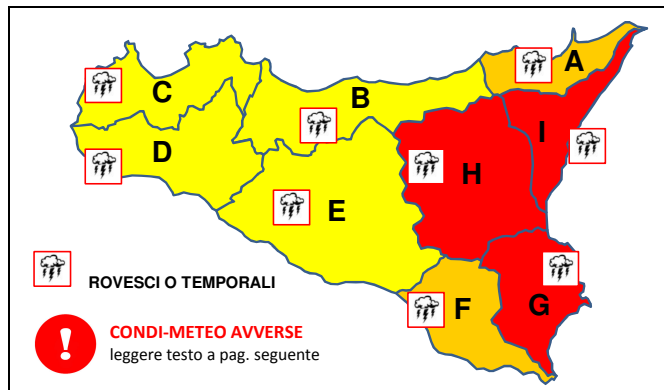 A
C
B
I
D
H
E
F
G
ROVESCI O TEMPORALI
! CONDI-METEO AVVERSE
leggere testo a pag. seguente